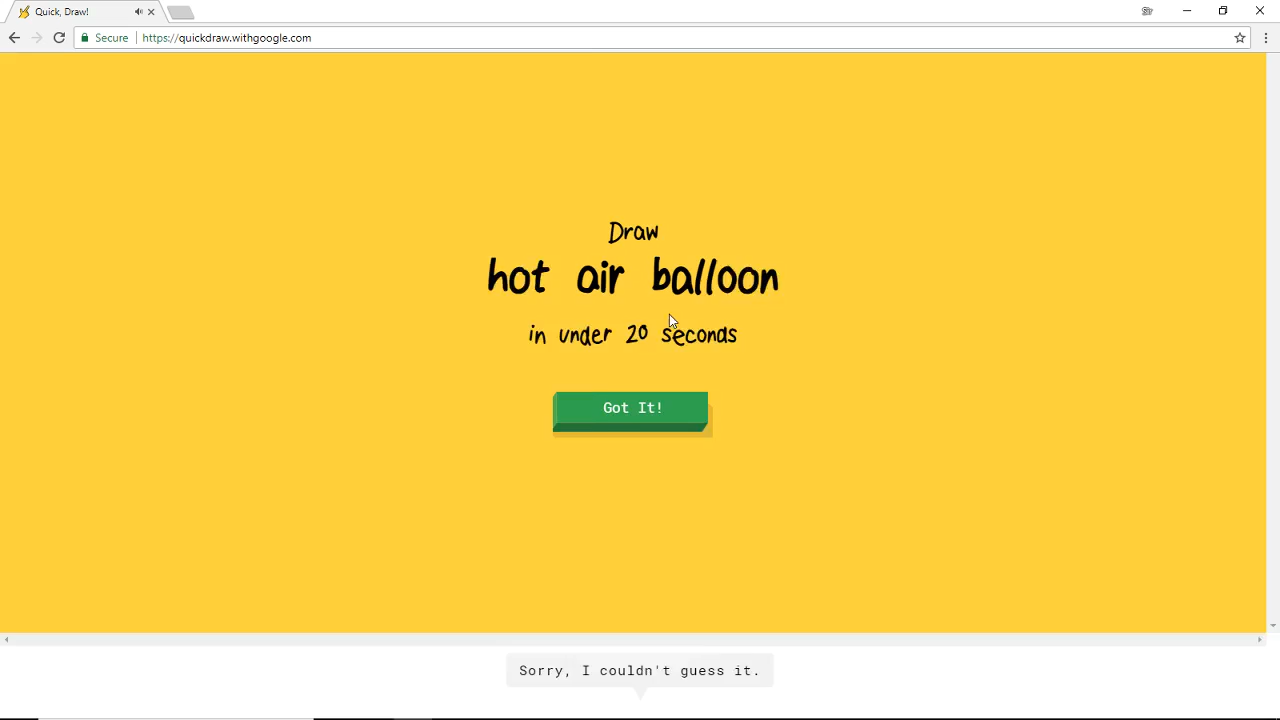 Quick, Draw!
Secure
https://quickdraw.withgoogle.com
Draw
hot air balloon
in under 20 seconds
Got It!
Sorry, I couldn't guess it.